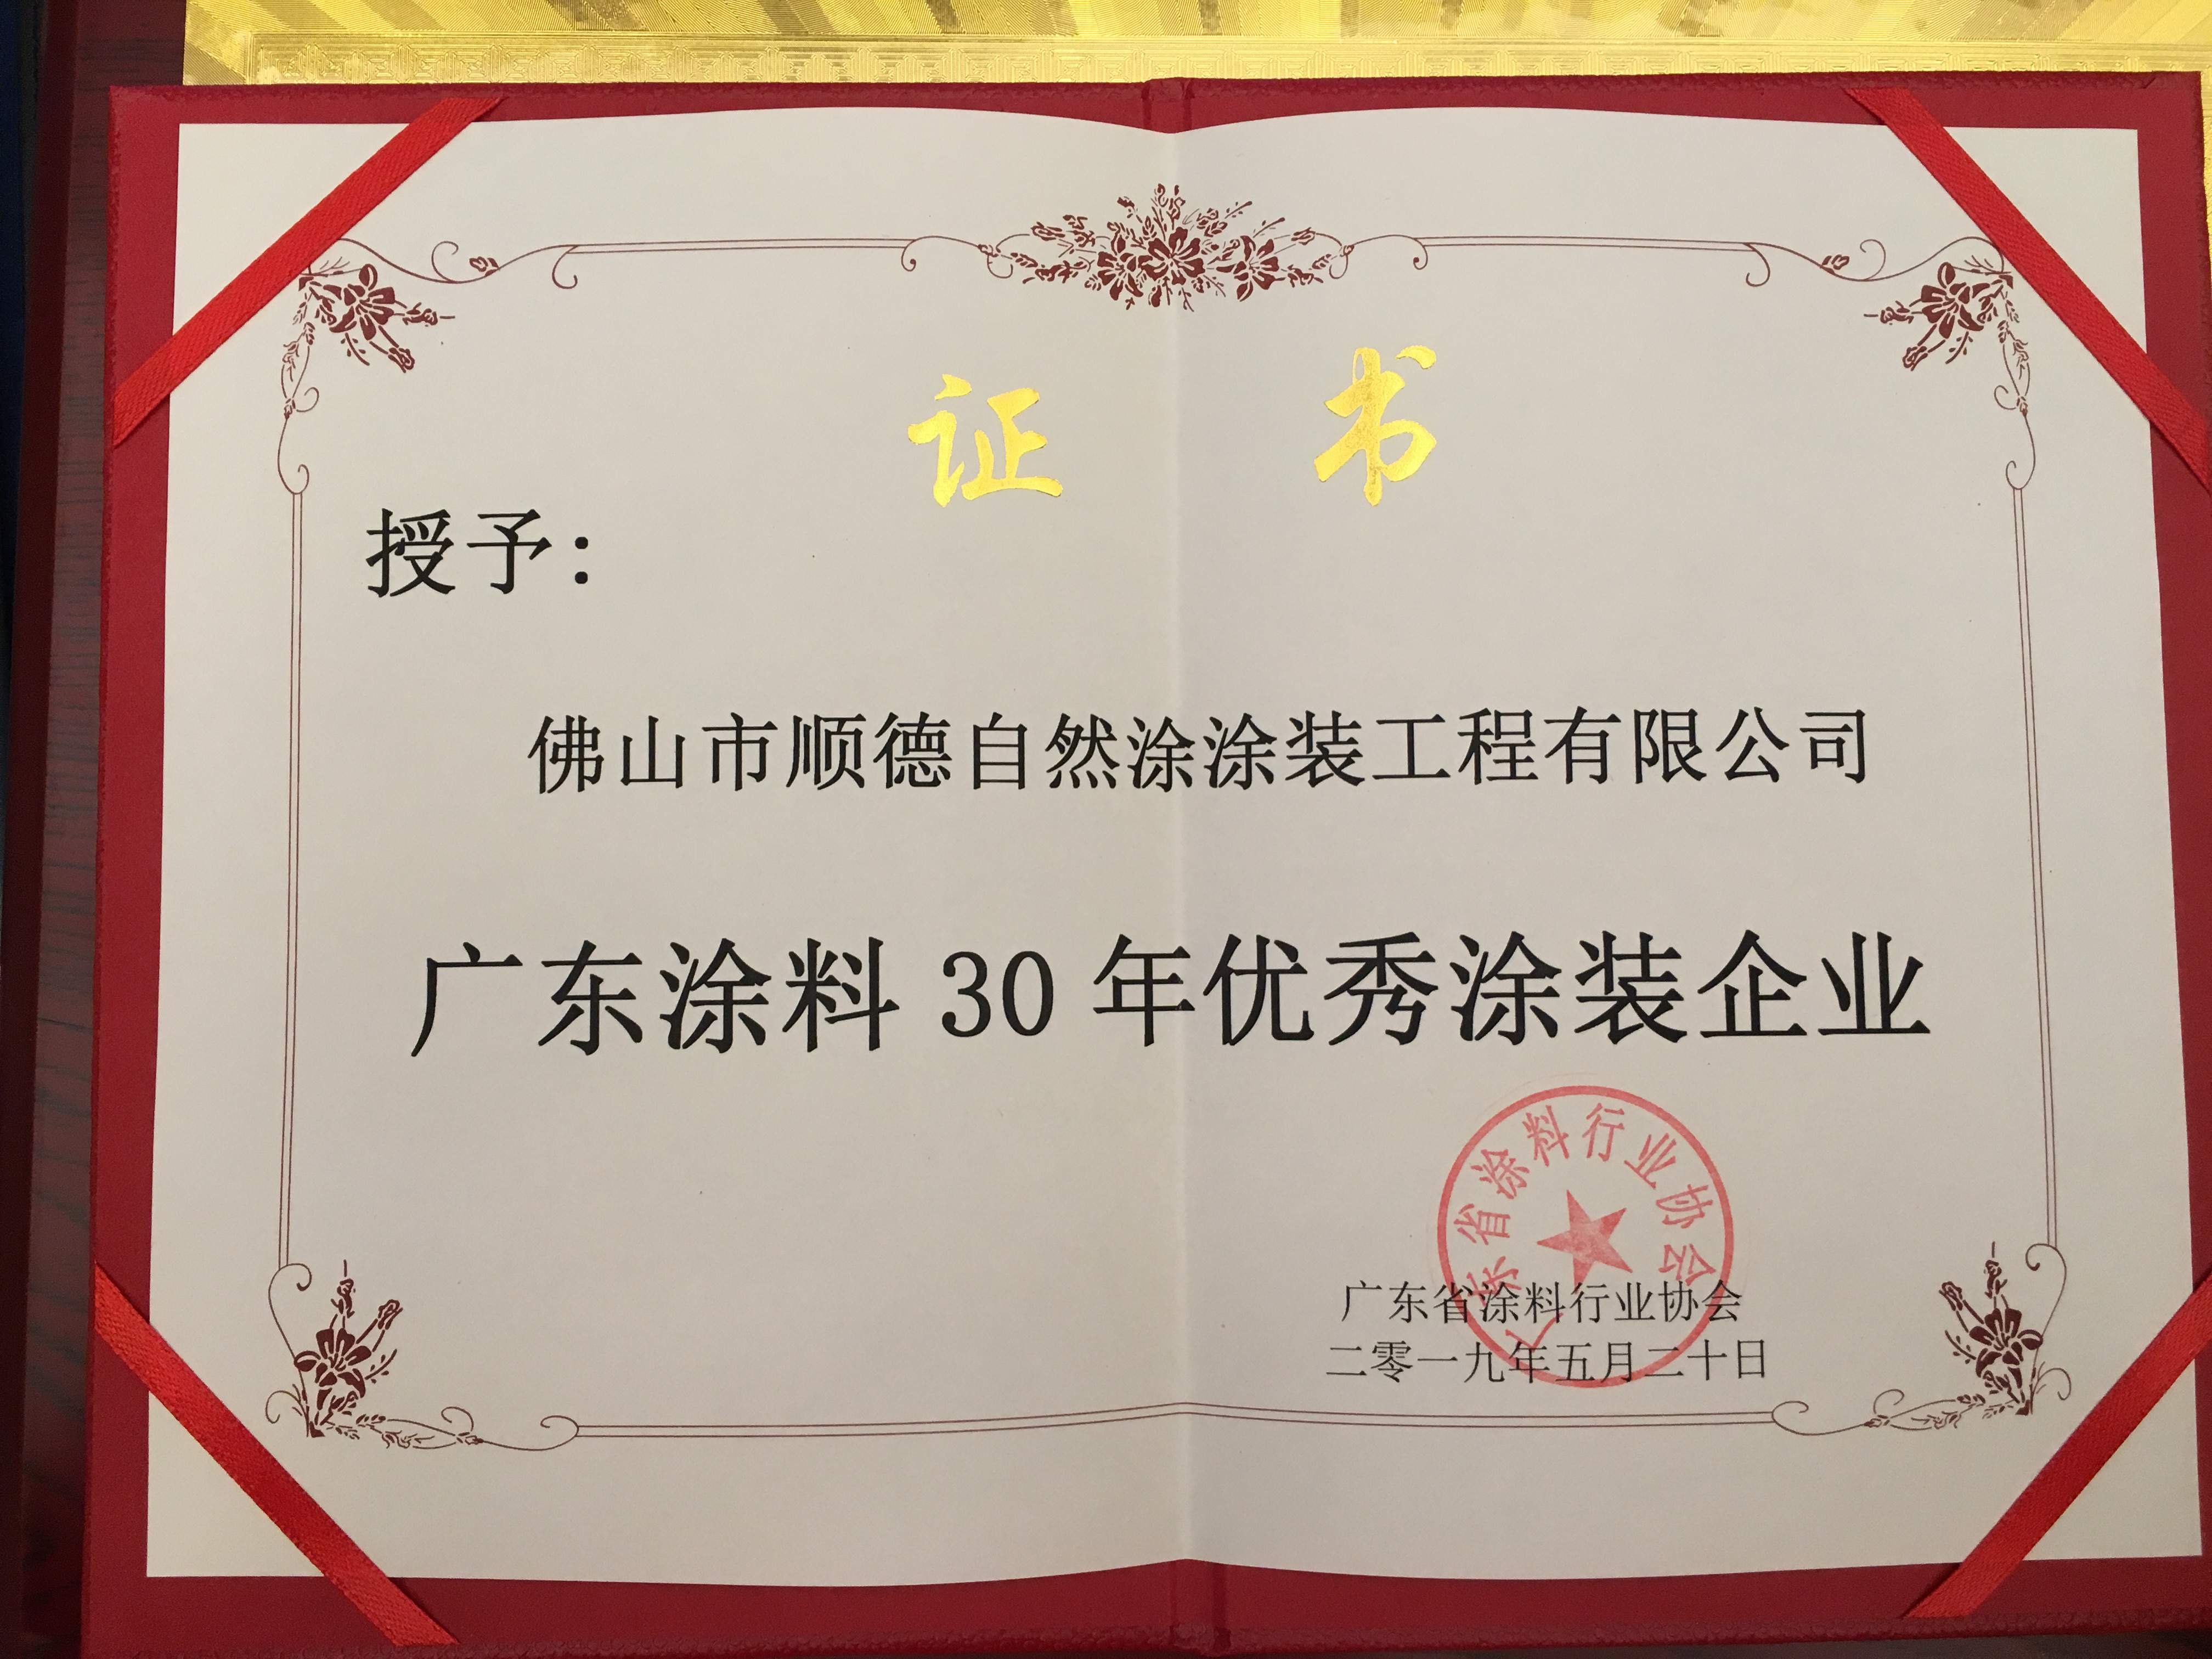 证书
授予：
佛山市顺德自然涂涂装工程有限公司
广东涂料30年优秀涂装企业
广东省涂料行业协会
广东省涂料行业协会
二零一九年五月二十日